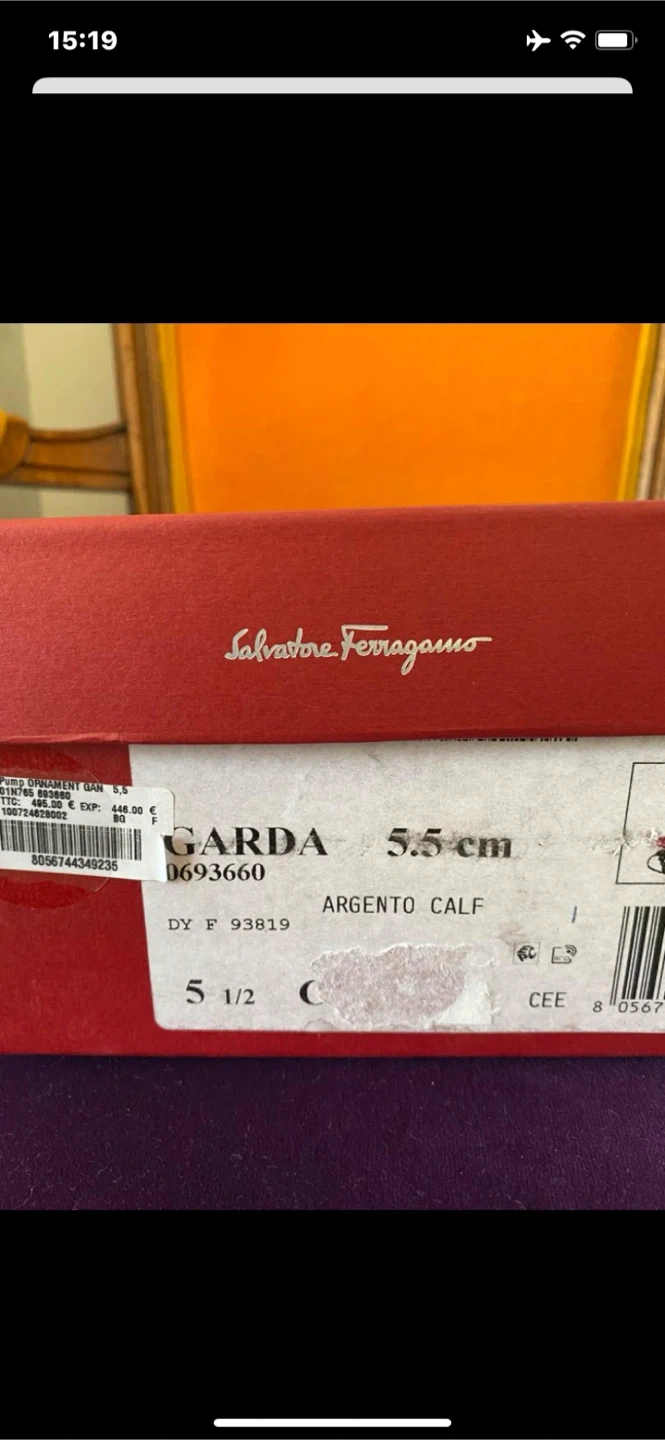 15:19
Salvatore Ferragamo
Pump ORNAMENT GAN 5,5
01N765 693660
TTC: 495.00 € EXP: 446.00 €
100724628002 BG F
8056744349235
GARDA 5.5 cm
0693660
ARGENTO CALF
DY F 93819
5 1/2 C
CEE
8 0567